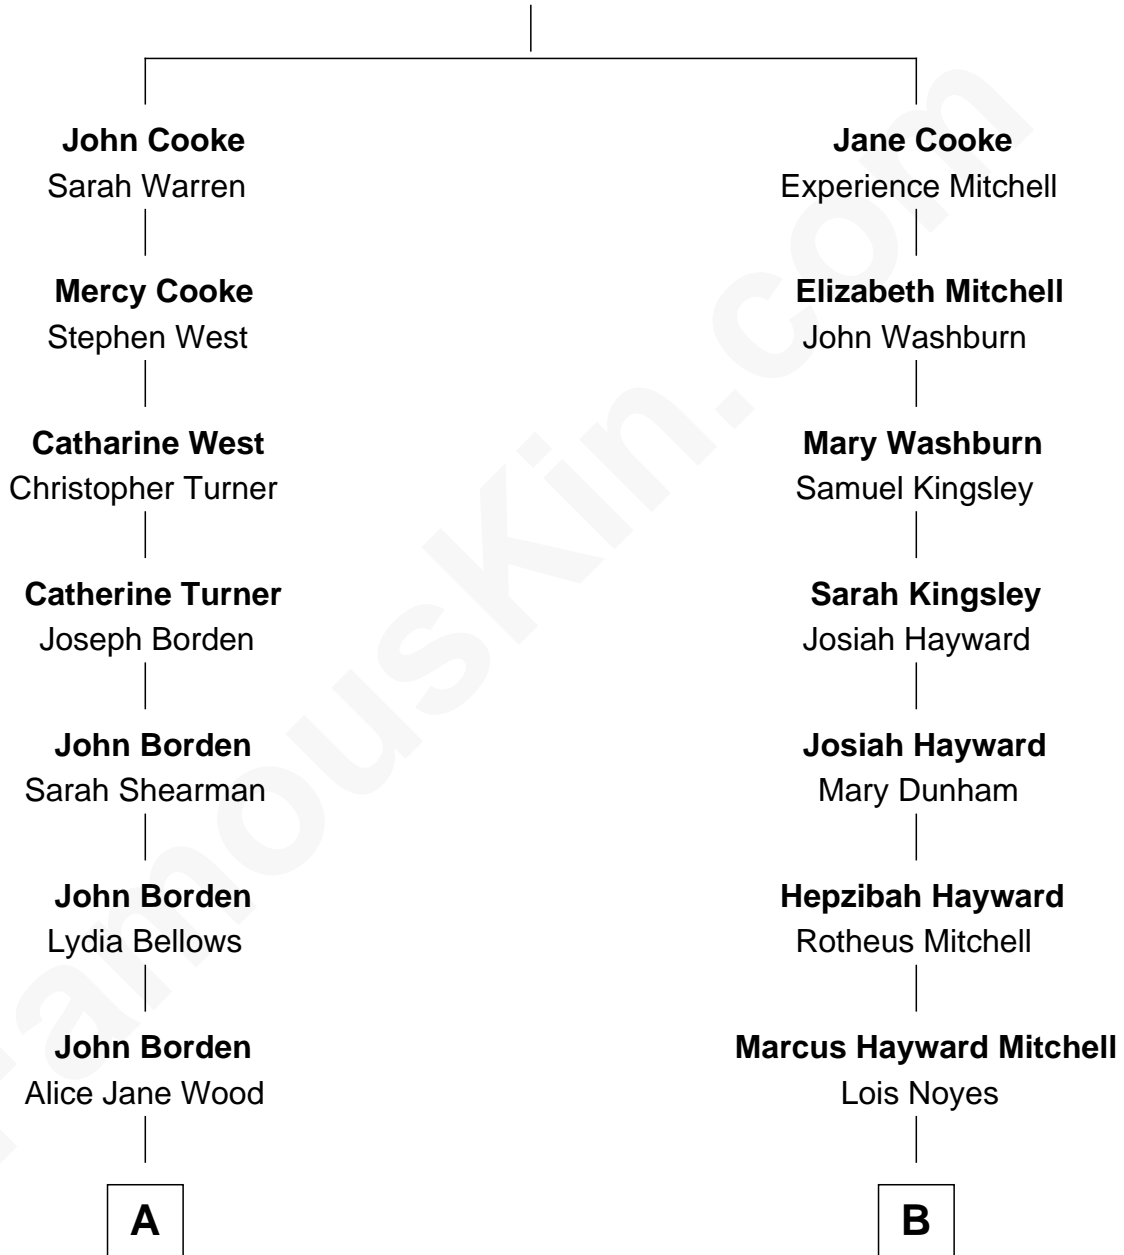 John Cooke
Sarah Warren
Mercy Cooke
Stephen West
Catharine West
Christopher Turner
Catherine Turner
Joseph Borden
John Borden
Sarah Shearman
John Borden
Lydia Bellows
John Borden
Alice Jane Wood
A
Jane Cooke
Experience Mitchell
Elizabeth Mitchell
John Washburn
Mary Washburn
Samuel Kingsley
Sarah Kingsley
Josiah Hayward
Josiah Hayward
Mary Dunham
Hepzibah Hayward
Rotheus Mitchell
Marcus Hayward Mitchell
Lois Noyes
B
FamousKin.com